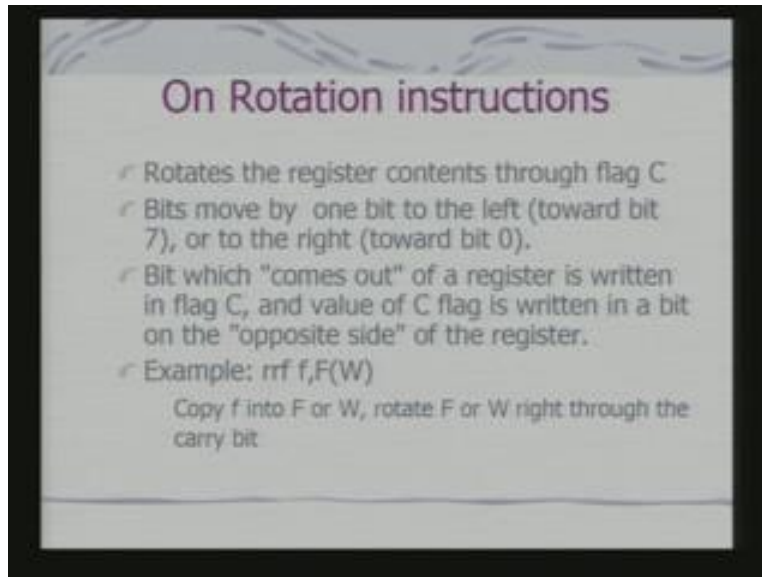 On Rotation instructions
Rotates the register contents through flag C
Bits move by one bit to the left (toward bit
7), or to the right (toward bit 0).
Bit which "comes out" of a register is written
in flag C, and value of C flag is written in a bit
on the "opposite side" of the register.
Example: rrf f,F(W)
Copy f into F or W, rotate F or W right through the
carry bit